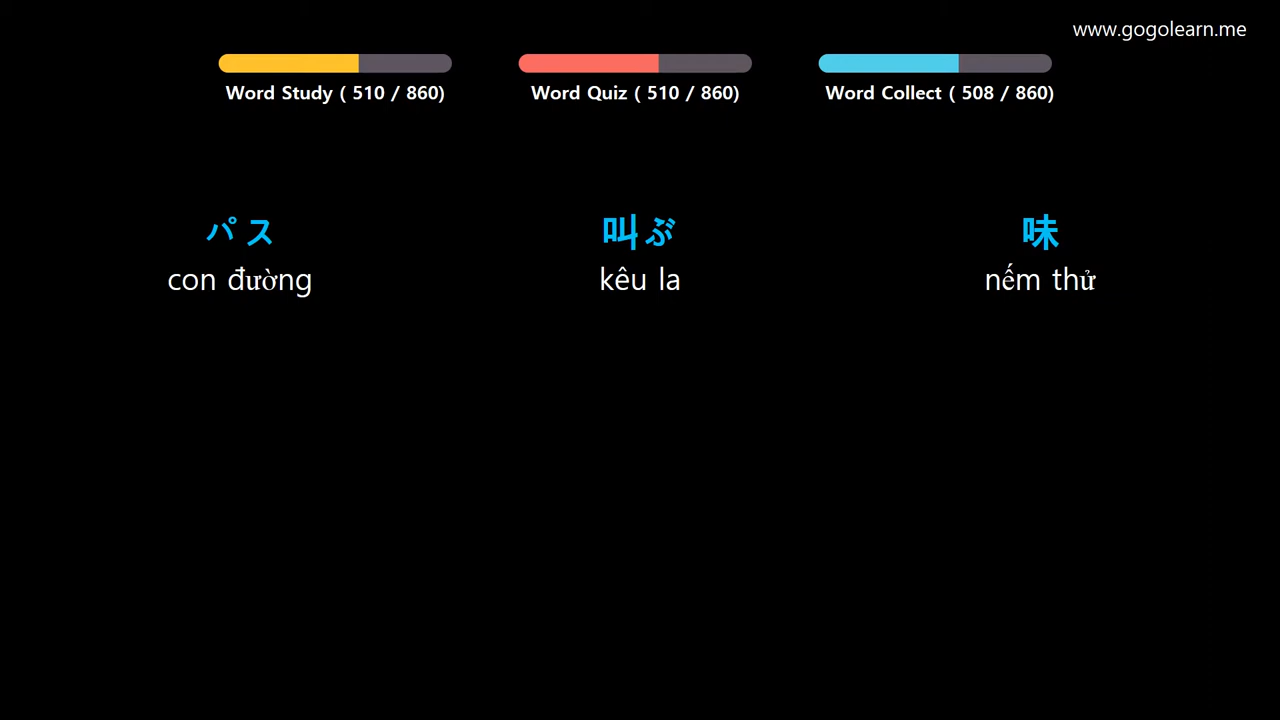 www.gogolearn.me
Word Study ( 510 / 860)
Word Quiz ( 510 / 860)
Word Collect ( 508 / 860)
パス
con đường
叫ぶ
kêu la
味
nếm thử